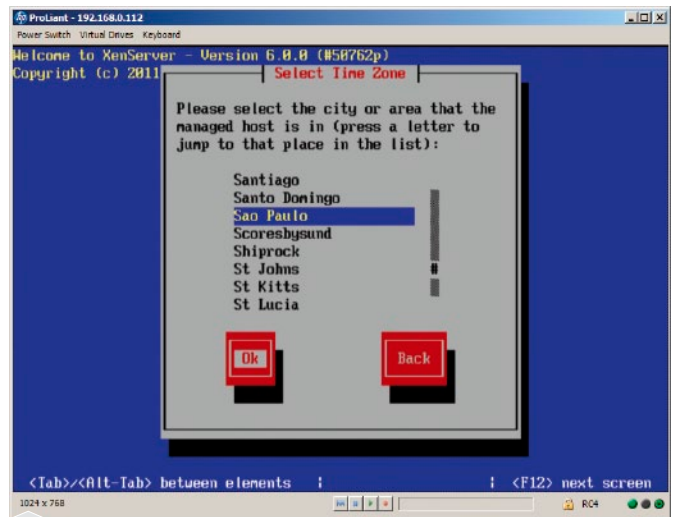 ProLiant - 192.168.0.112
Power Switch Virtual Drives Keyboard
Welcome to XenServer - Version 6.0.0 (#50762p)
Copyright (c) 2011
Select Time Zone
Please select the city or area that the
managed host is in (press a letter to
jump to that place in the list):
Santiago
Santo Domingo
Sao Paulo
Scoresbysund
Shiprock
St Johns #
St Kitts
St Lucia
Ok Back
<Tab>/<Alt-Tab> between elements | | <F12> next screen
1024 x 768 RC4